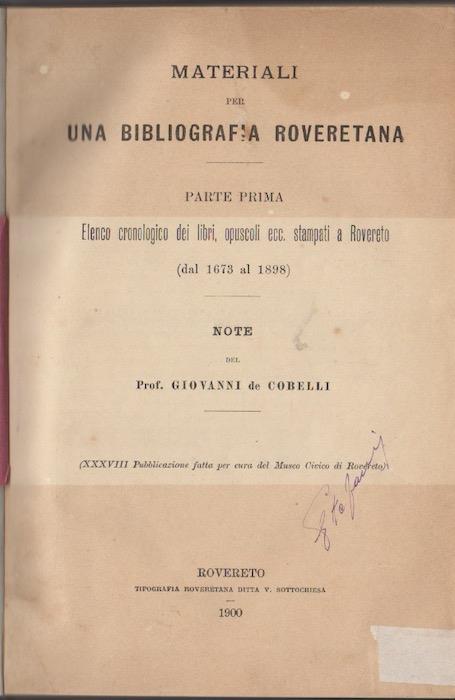 MATERIALI
PER
UNA BIBLIOGRAFIA ROVERETANA
PARTE PRIMA
Elenco cronologico dei libri, opuscoli ecc. stampati a Rovereto
(dal 1673 al 1898)
NOTE
DEL
Prof. GIOVANNI de COBELLI
(XXXVIII Pubblicazione fatta per cura del Museo Civico di Rovereto)
ROVERETO
TIPOGRAFIA ROVERETANA DITTA V. SOTTOCHIESA
1900